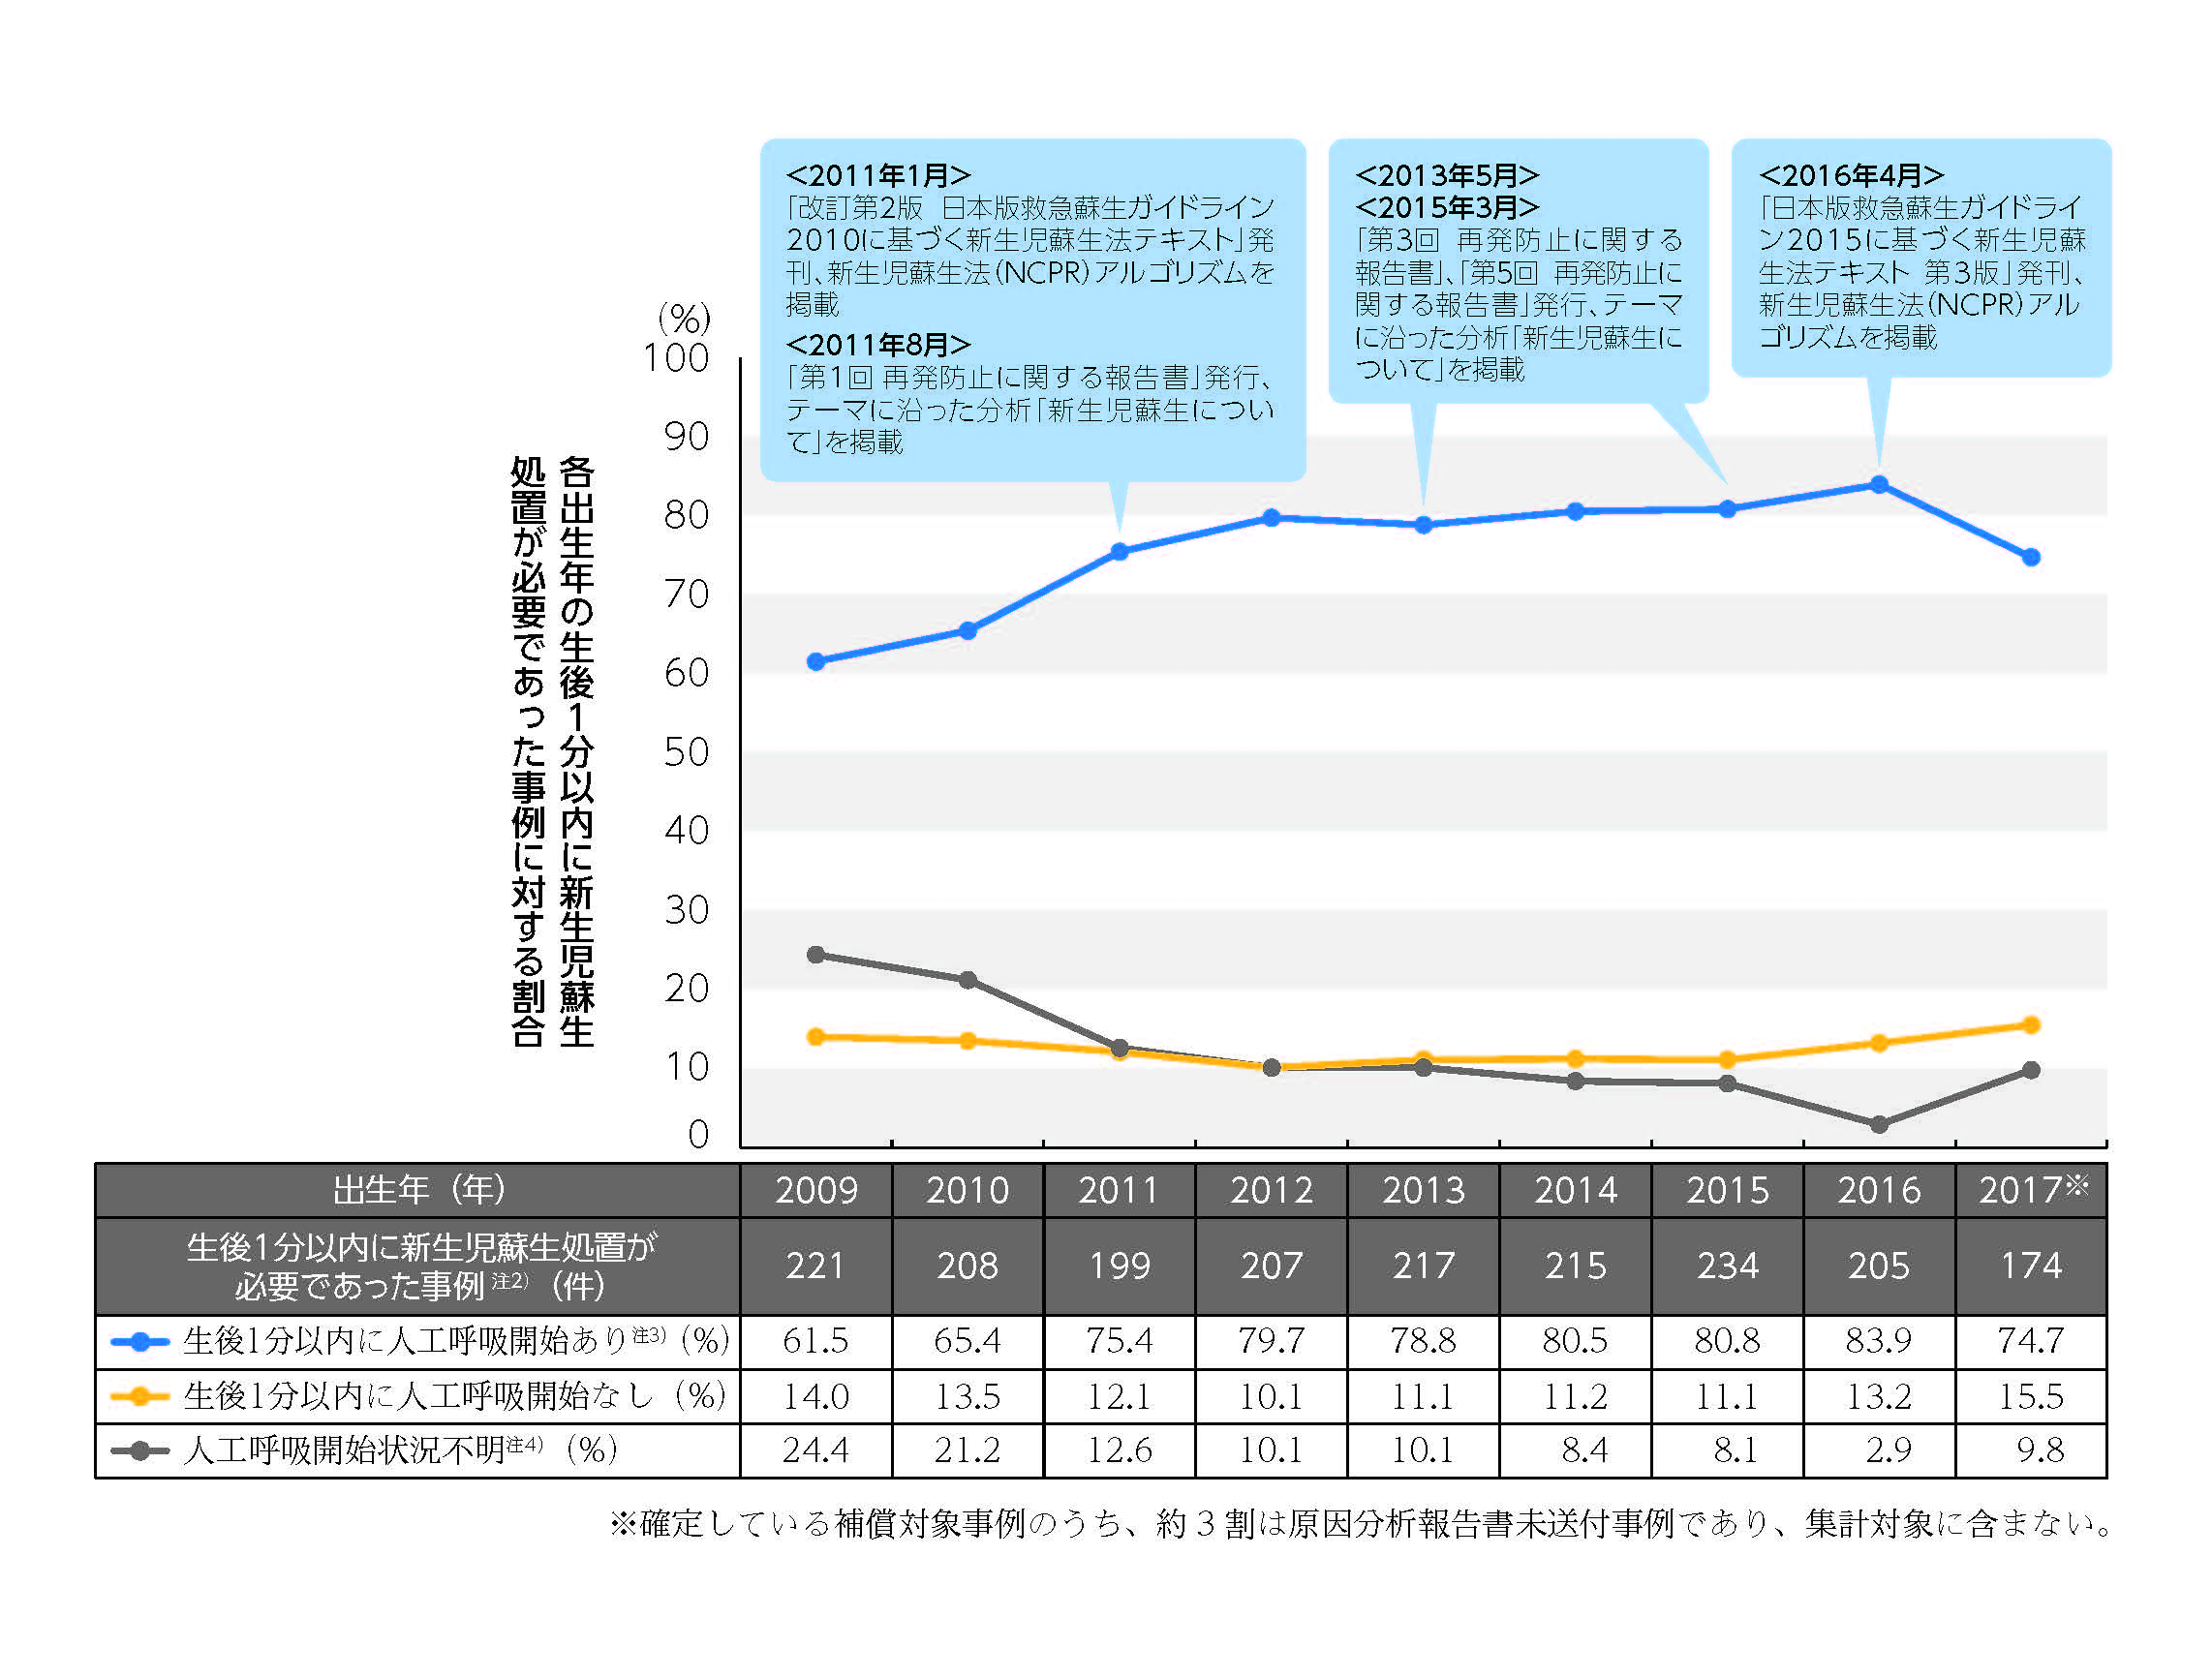 <2011年1月>
「改訂第2版 日本版救急蘇生ガイドライン
2010に基づく新生児蘇生法テキスト」発
刊、新生児蘇生法(NCPR)アルゴリズムを
掲載
<2011年8月>
「第1回 再発防止に関する報告書」発行、
テーマに沿った分析「新生児蘇生につい
て」を掲載
<2013年5月>
<2015年3月>
「第3回 再発防止に関する
報告書」、「第5回 再発防止に
関する報告書」発行、テーマ
に沿った分析「新生児蘇生に
ついて」を掲載
<2016年4月>
「日本版救急蘇生ガイドライ
ン2015に基づく新生児蘇
生法テキスト 第3版」発刊、
新生児蘇生法(NCPR)アル
ゴリズムを掲載
各出生年の生後1分以内に新生児蘇生
処置が必要であった事例に対する割合
(%)
100
90
80
70
60
50
40
30
20
10
0
出生年(年) 2009 2010 2011 2012 2013 2014 2015 2016 2017※
生後1分以内に新生児蘇生処置が
必要であった事例注2)(件) 221 208 199 207 217 215 234 205 174
生後1分以内に人工呼吸開始あり注3)(%) 61.5 65.4 75.4 79.7 78.8 80.5 80.8 83.9 74.7
生後1分以内に人工呼吸開始なし(%) 14.0 13.5 12.1 10.1 11.1 11.2 11.1 13.2 15.5
人工呼吸開始状況不明注4)(%) 24.4 21.2 12.6 10.1 10.1 8.4 8.1 2.9 9.8
※確定している補償対象事例のうち、約3割は原因分析報告書未送付事例であり、集計対象に含まない。